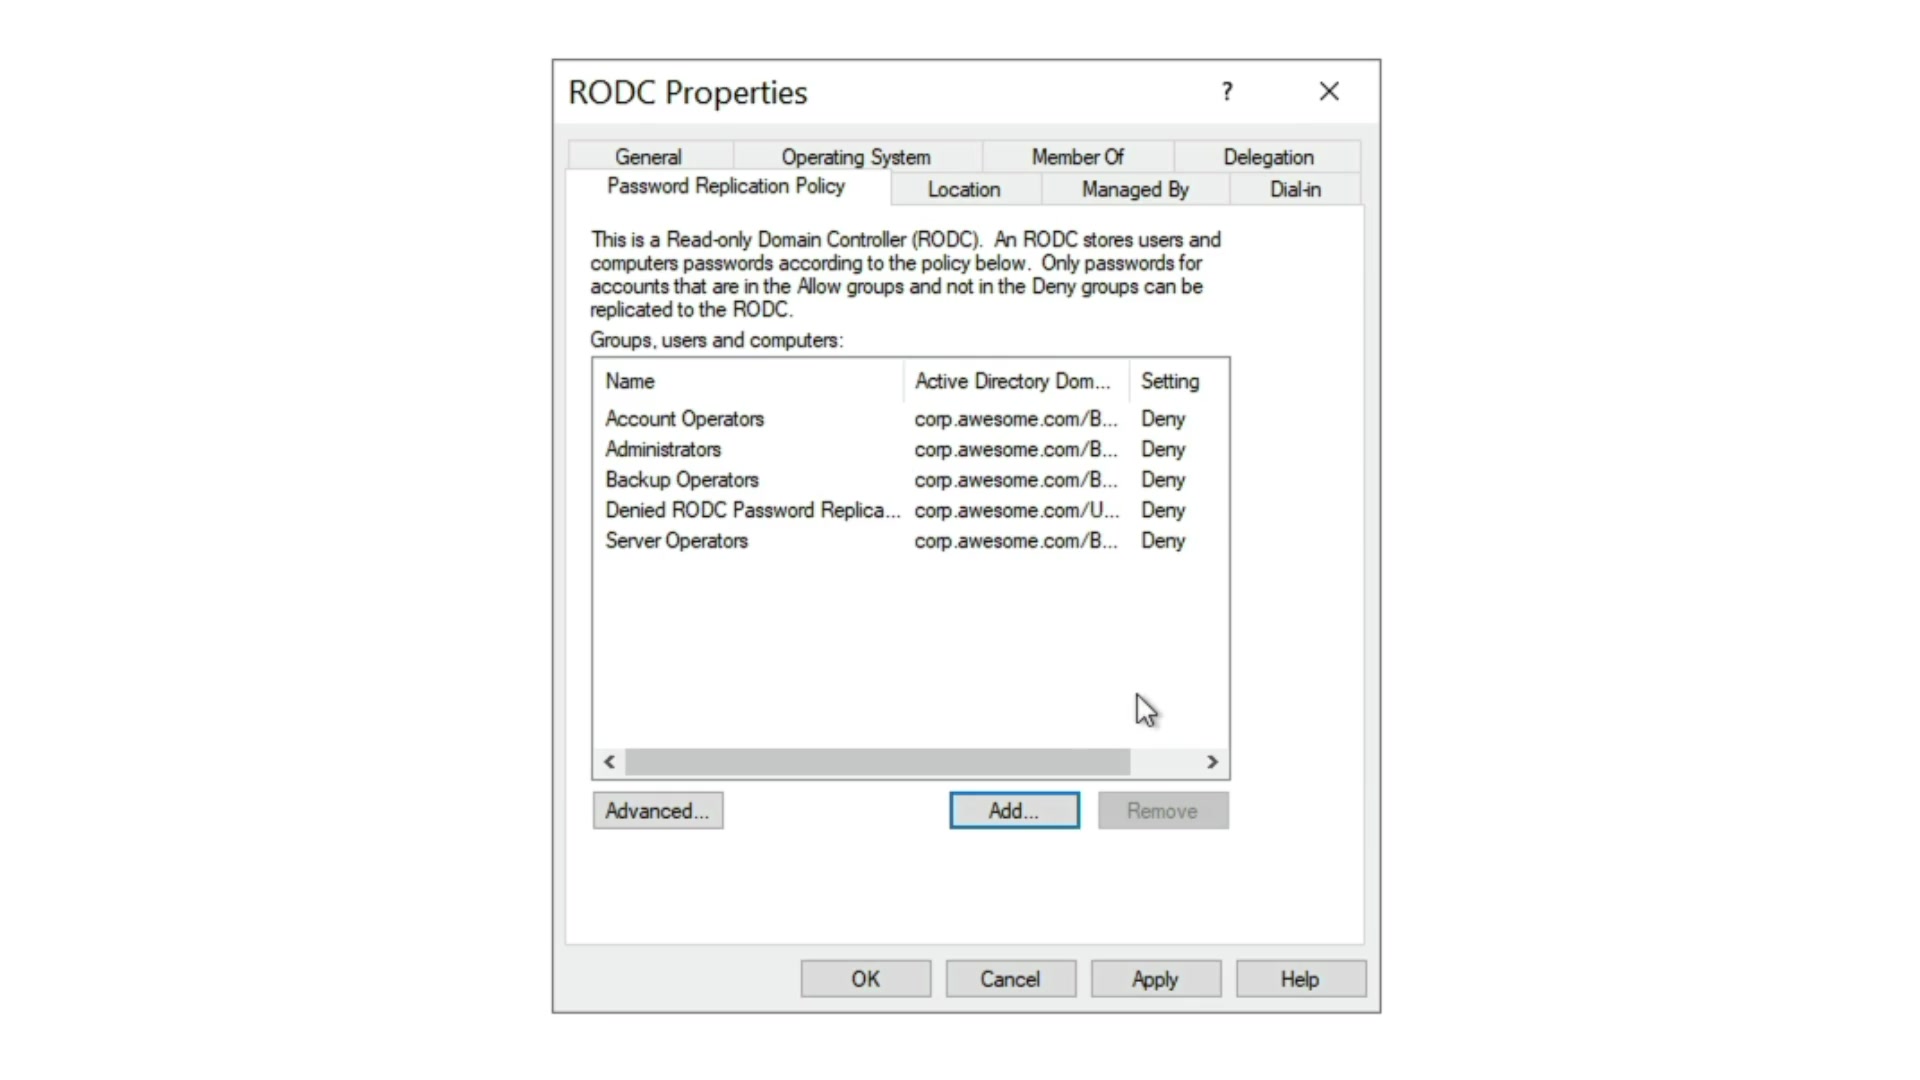 RODC Properties
?
General Operating System Member Of Delegation
Password Replication Policy Location Managed By Dial-in
This is a Read-only Domain Controller (RODC). An RODC stores users and
computers passwords according to the policy below. Only passwords for
accounts that are in the Allow groups and not in the Deny groups can be
replicated to the RODC.
Groups, users and computers:
Name Active Directory Dom... Setting
Account Operators corp.awesome.com/B... Deny
Administrators corp.awesome.com/B... Deny
Backup Operators corp.awesome.com/B... Deny
Denied RODC Password Replica... corp.awesome.com/U... Deny
Server Operators corp.awesome.com/B... Deny
Advanced... Add... Remove
OK Cancel Apply Help